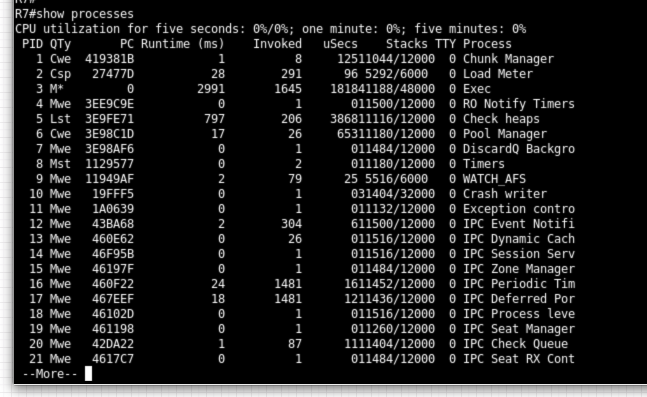 R7#
R7#show processes
CPU utilization for five seconds: 0%/0%; one minute: 0%; five minutes: 0%
 PID QTy       PC Runtime (ms)    Invoked   uSecs    Stacks TTY Process
   1 Cwe  419381B            1          8    12511044/12000  0 Chunk Manager
   2 Csp   27477D           28        291      96 5292/6000  0 Load Meter
   3 M*         0         2991       1645   181841188/48000  0 Exec
   4 Mwe  3EE9C9E            0          1      011500/12000  0 RO Notify Timers
   5 Lst  3E9FE71          797        206   386811116/12000  0 Check heaps
   6 Cwe  3E98C1D           17         26    65311180/12000  0 Pool Manager
   7 Mwe  3E98AF6            0          1      011484/12000  0 DiscardQ Backgro
   8 Mst  1129577            0          2      011180/12000  0 Timers
   9 Mwe  11949AF            2         79      25 5516/6000  0 WATCH_AFS
  10 Mwe   19FFF5            0          1      031404/32000  0 Crash writer
  11 Mwe   1A0639            0          1      011132/12000  0 Exception contro
  12 Mwe   43BA68            2        304      611500/12000  0 IPC Event Notifi
  13 Mwe   460E62            0         26      011516/12000  0 IPC Dynamic Cach
  14 Mwe   46F95B            0          1      011516/12000  0 IPC Session Serv
  15 Mwe   46197F            0          1      011484/12000  0 IPC Zone Manager
  16 Mwe   460F22           24       1481     1611452/12000  0 IPC Periodic Tim
  17 Mwe   467EEF           18       1481     1211436/12000  0 IPC Deferred Por
  18 Mwe   46102D            0          1      011516/12000  0 IPC Process leve
  19 Mwe   461198            0          1      011260/12000  0 IPC Seat Manager
  20 Mwe   42DA22            1         87     1111404/12000  0 IPC Check Queue
  21 Mwe   4617C7            0          1      011484/12000  0 IPC Seat RX Cont
 --More--